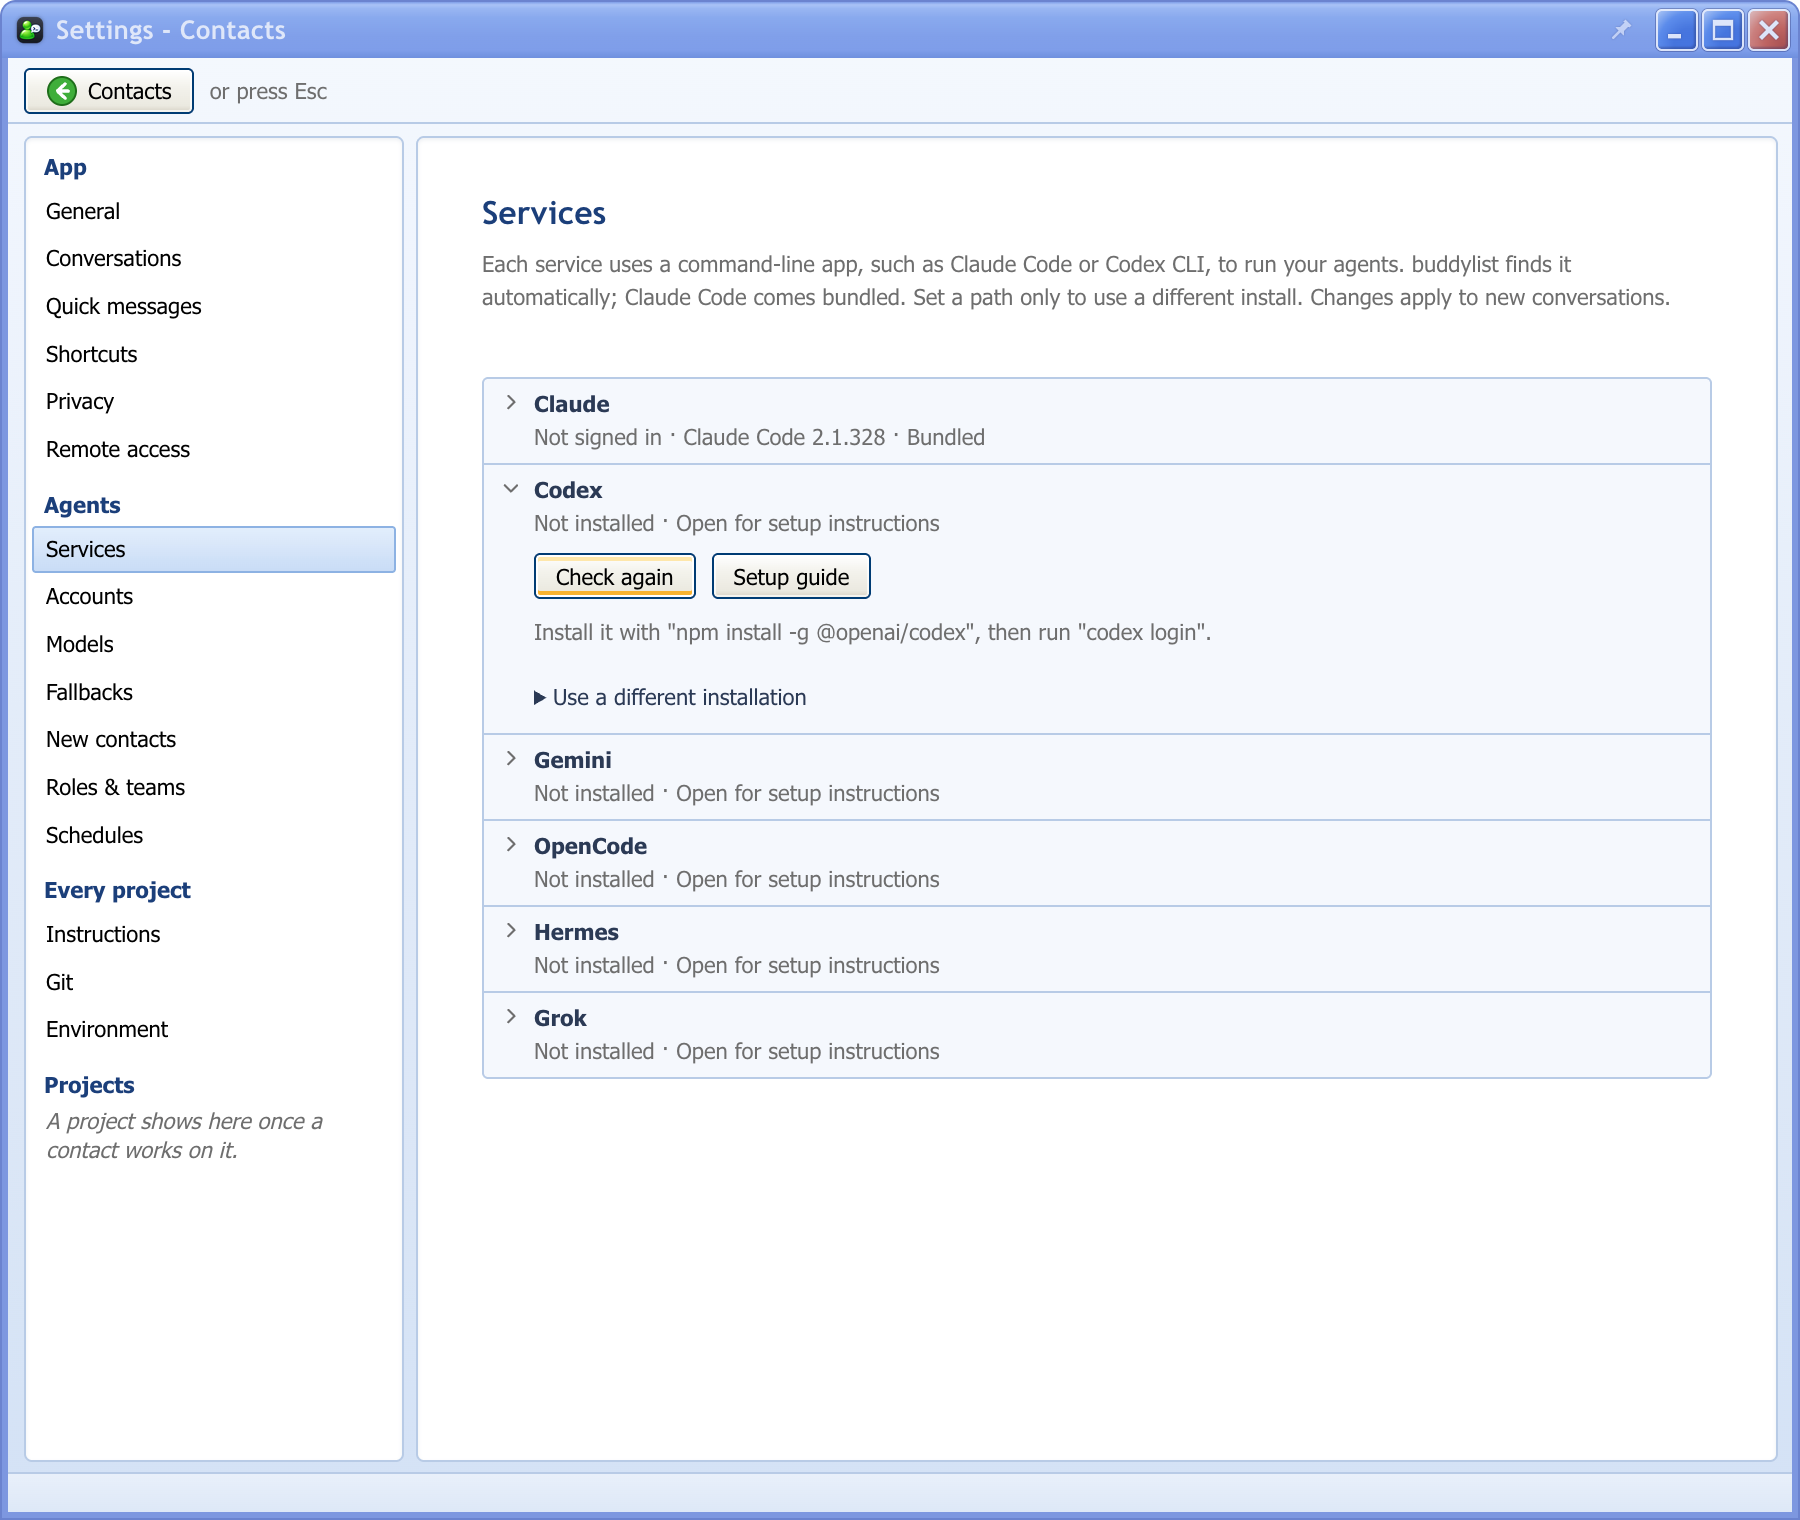 Settings - Contacts
Contacts or press Esc
App
General
Conversations
Quick messages
Shortcuts
Privacy
Remote access
Agents
Services
Accounts
Models
Fallbacks
New contacts
Roles & teams
Schedules
Every project
Instructions
Git
Environment
Projects
A project shows here once a
contact works on it.
Services
Each service uses a command-line app, such as Claude Code or Codex CLI, to run your agents. buddylist finds it
automatically; Claude Code comes bundled. Set a path only to use a different install. Changes apply to new conversations.
Claude
Not signed in · Claude Code 2.1.328 · Bundled
Codex
Not installed · Open for setup instructions
Check again Setup guide
Install it with "npm install -g @openai/codex", then run "codex login".
Use a different installation
Gemini
Not installed · Open for setup instructions
OpenCode
Not installed · Open for setup instructions
Hermes
Not installed · Open for setup instructions
Grok
Not installed · Open for setup instructions